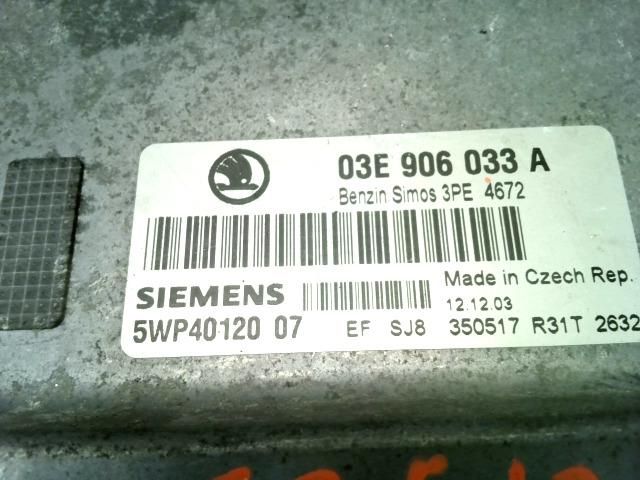 03E 906 033 A
Benzin Simos 3PE 4672
Made in Czech Rep.
SIEMENS
12.12.03
5WP40120 07 EF SJ8 350517 R31T 2632